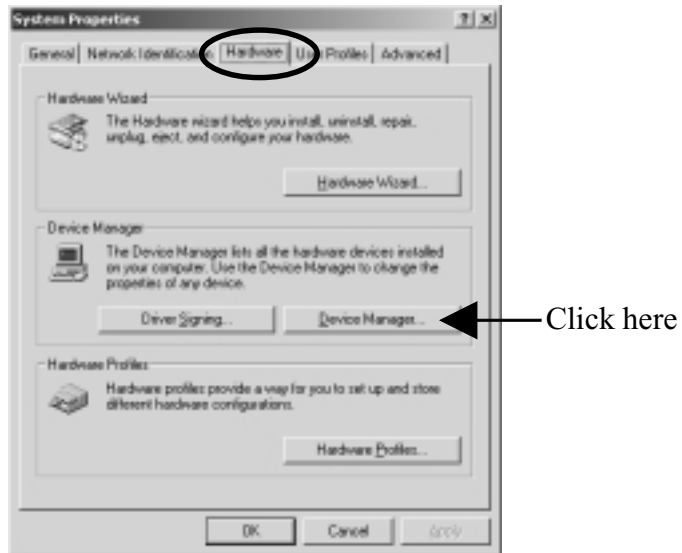 System Properties
General Network Identification Hardware User Profiles Advanced
Hardware Wizard
The Hardware wizard helps you install, uninstall, repair,
unplug, eject, and configure your hardware.
Hardware Wizard...
Device Manager
The Device Manager lists all the hardware devices installed
on your computer. Use the Device Manager to change the
properties of any device.
Driver Signing... Device Manager...
Click here
Hardware Profiles
Hardware profiles provide a way for you to set up and store
different hardware configurations.
Hardware Profiles...
OK Cancel Apply